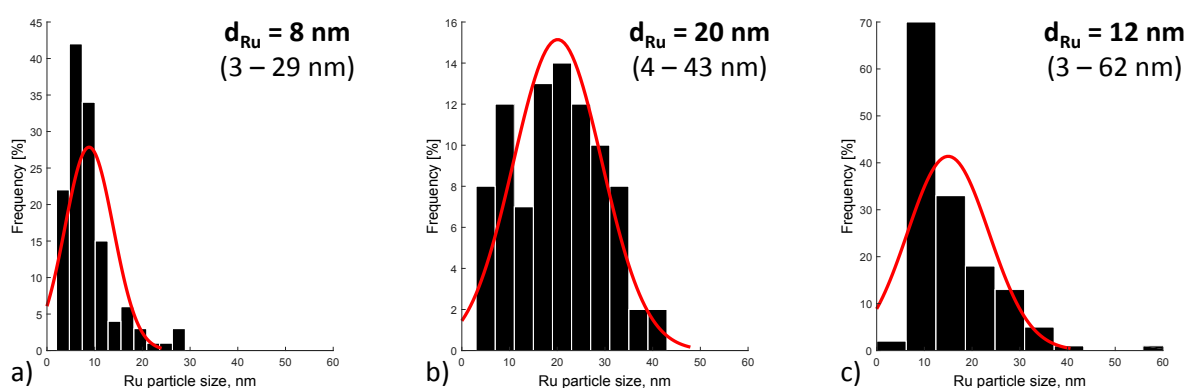 d_Ru = 8 nm
(3 – 29 nm)
Frequency [%]
45
40
35
30
25
20
15
10
5
0
0 10 20 30 40 50 60
Ru particle size, nm
a)
d_Ru = 20 nm
(4 – 43 nm)
Frequency [%]
16
14
12
10
8
6
4
2
0
0 10 20 30 40 50 60
Ru particle size, nm
b)
d_Ru = 12 nm
(3 – 62 nm)
Frequency [%]
70
60
50
40
30
20
10
0
0 10 20 30 40 50 60
Ru particle size, nm
c)